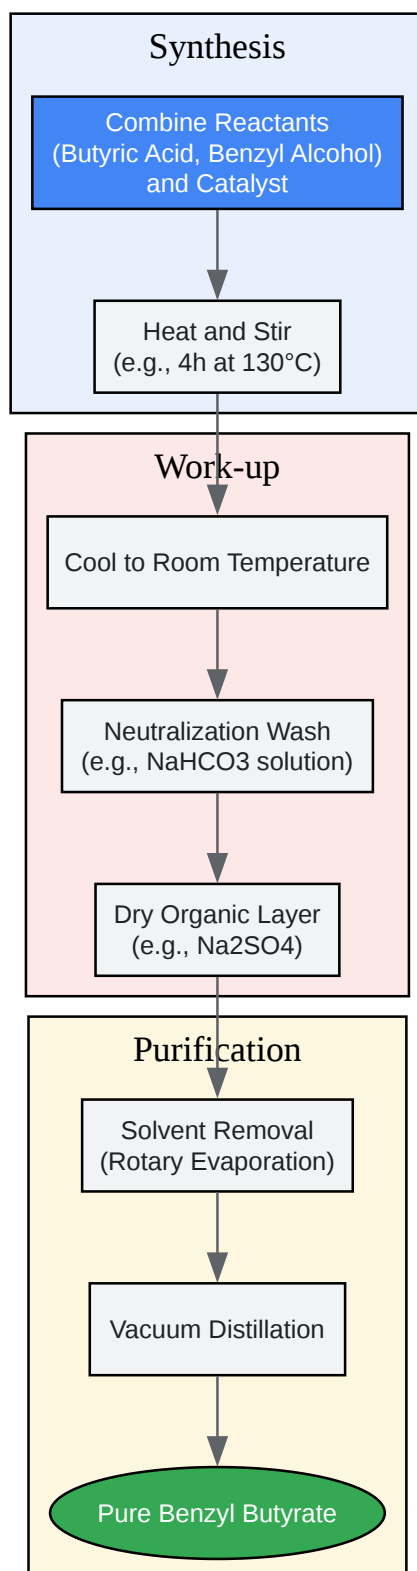 Synthesis
Combine Reactants
(Butyric Acid, Benzyl Alcohol)
and Catalyst
Heat and Stir
(e.g., 4h at 130°C)
Work-up
Cool to Room Temperature
Neutralization Wash
(e.g., NaHCO3 solution)
Dry Organic Layer
(e.g., Na2SO4)
Purification
Solvent Removal
(Rotary Evaporation)
Vacuum Distillation
Pure Benzyl Butyrate